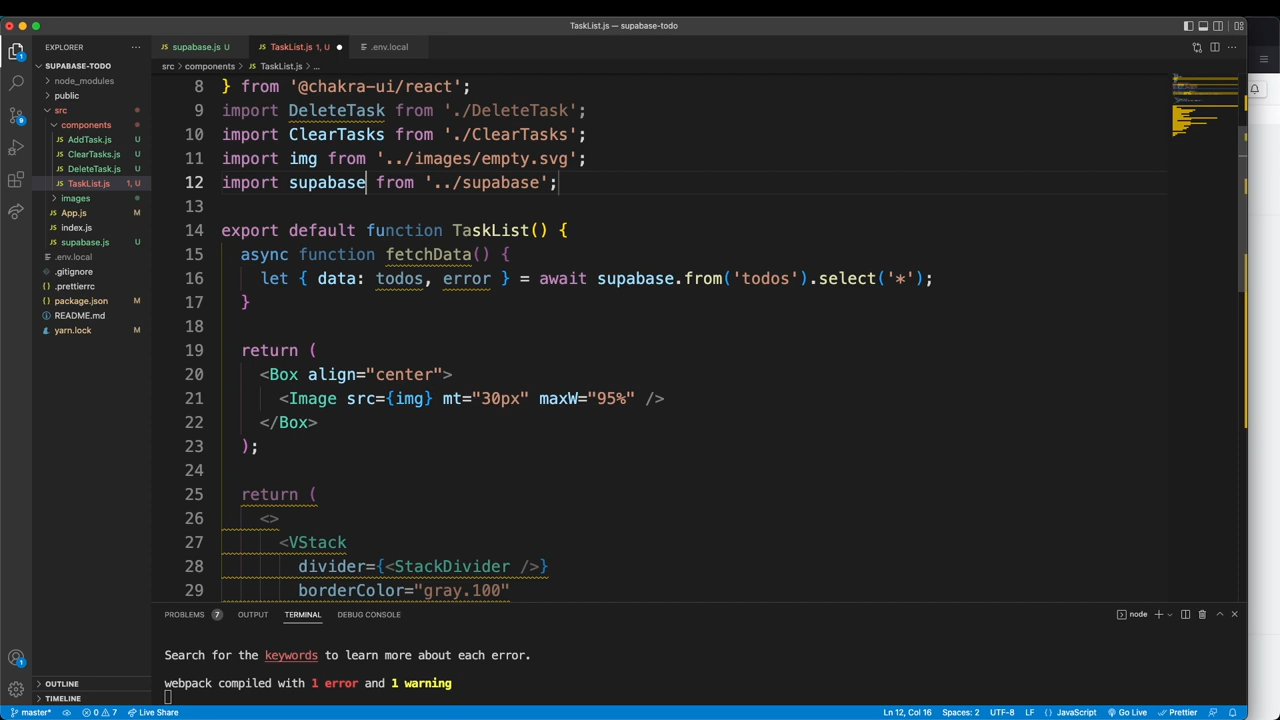 TaskList.js — supabase-todo
EXPLORER
supabase.js U
TaskList.js 1, U
.env.local
SUPABASE-TODO
src > components > TaskList.js > ...
node_modules
public
src
components
AddTask.js U
ClearTasks.js U
DeleteTask.js U
TaskList.js 1, U
images
App.js M
index.js
supabase.js U
.env.local
.gitignore
.prettierrc
package.json M
README.md
yarn.lock M
8 } from '@chakra-ui/react';
9 import DeleteTask from './DeleteTask';
10 import ClearTasks from './ClearTasks';
11 import img from '../images/empty.svg';
12 import supabase from '../supabase';
13
14 export default function TaskList() {
15 async function fetchData() {
16 let { data: todos, error } = await supabase.from('todos').select('*');
17 }
18
19 return (
20 <Box align="center">
21 <Image src={img} mt="30px" maxW="95%" />
22 </Box>
23 );
24
25 return (
26 <>
27 <VStack
28 divider={<StackDivider />}
29 borderColor="gray.100"
PROBLEMS 7 OUTPUT TERMINAL DEBUG CONSOLE
node
Search for the keywords to learn more about each error.
webpack compiled with 1 error and 1 warning
OUTLINE
TIMELINE
master* 0 7 Live Share
Ln 12, Col 16 Spaces: 2 UTF-8 LF { } JavaScript Go Live Prettier